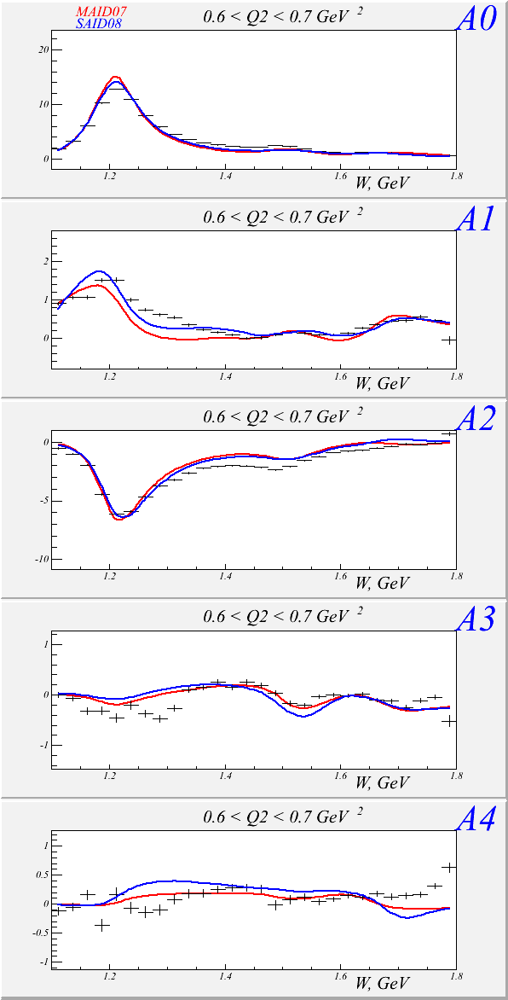 MAID07
SAID08
0.6 < Q2 < 0.7 GeV 2
A0
20
10
0
1.2 1.4 1.6 1.8
W, GeV
0.6 < Q2 < 0.7 GeV 2
A1
2
1
0
1.2 1.4 1.6 1.8
W, GeV
0.6 < Q2 < 0.7 GeV 2
A2
0
-5
-10
1.2 1.4 1.6 1.8
W, GeV
0.6 < Q2 < 0.7 GeV 2
A3
1
0
-1
1.2 1.4 1.6 1.8
W, GeV
0.6 < Q2 < 0.7 GeV 2
A4
1
0.5
0
-0.5
-1
1.2 1.4 1.6 1.8
W, GeV